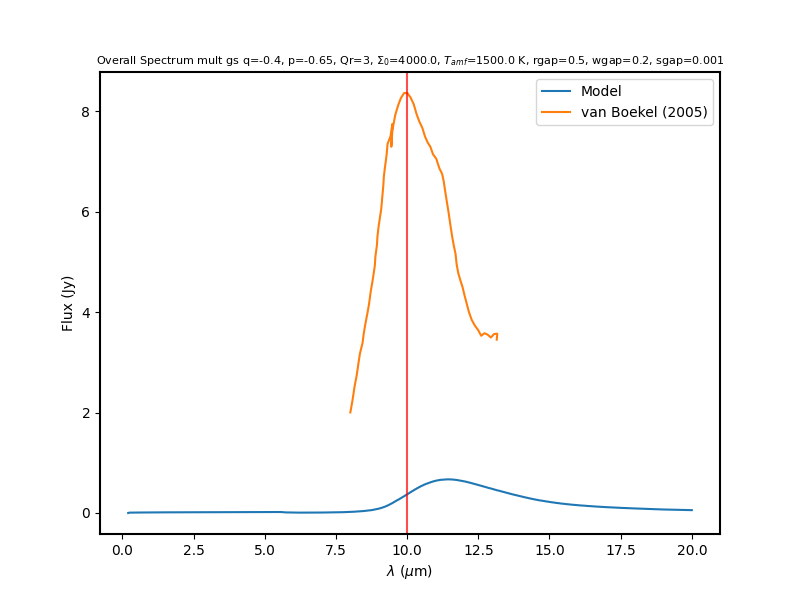 Overall Spectrum mult gs q=-0.4, p=-0.65, Qr=3, Σ₀=4000.0, T_amf=1500.0 K, rgap=0.5, wgap=0.2, sgap=0.001
Model
van Boekel (2005)
8
6
4
2
0
Flux (Jy)
0.0 2.5 5.0 7.5 10.0 12.5 15.0 17.5 20.0
λ (μm)